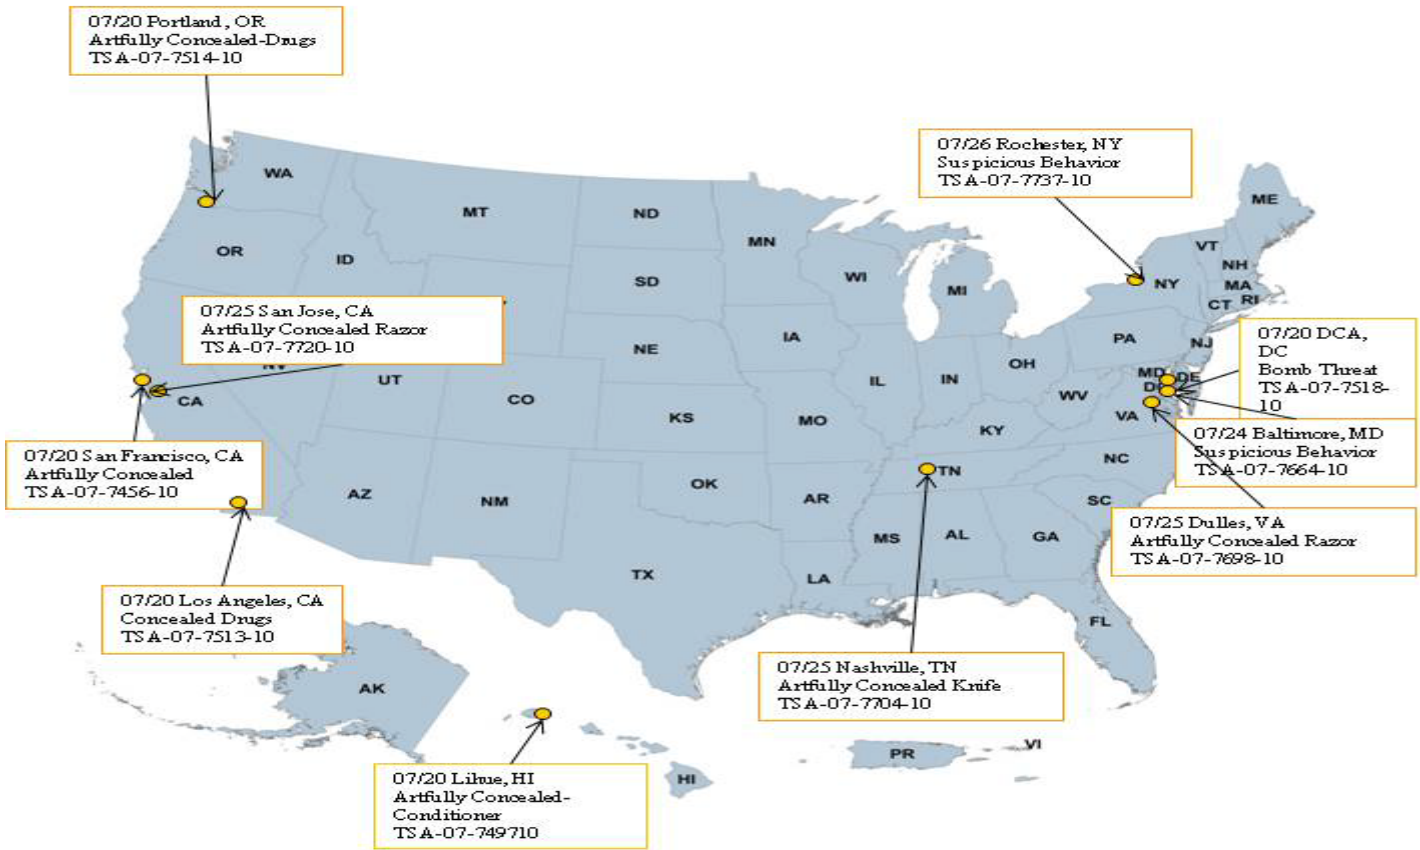 07/20 Portland, OR
Artfully Concealed-Drugs
TSA-07-7514-10
07/26 Rochester, NY
Suspicious Behavior
TSA-07-7737-10
WA
MT
ND
MN
ME
OR
ID
SD
WI
MI
NY
VT
NH
MA
CT
RI
07/25 San Jose, CA
Artfully Concealed Razor
TSA-07-7720-10
NV
UT
CO
NE
IA
IL
IN
OH
PA
NJ
MD
DE
WV
VA
CA
KS
MO
KY
07/20 DCA,
DC
Bomb Threat
TSA-07-7518-
10
07/24 Baltimore, MD
Suspicious Behavior
TSA-07-7664-10
07/20 San Francisco, CA
Artfully Concealed
TSA-07-7456-10
AZ
NM
OK
AR
TN
NC
SC
MS
AL
GA
07/25 Dulles, VA
Artfully Concealed Razor
TSA-07-7698-10
TX
LA
FL
07/20 Los Angeles, CA
Concealed Drugs
TSA-07-7513-10
07/25 Nashville, TN
Artfully Concealed Knife
TSA-07-7704-10
AK
HI
PR
VI
07/20 Lihue, HI
Artfully Concealed-
Conditioner
TSA-07-749710